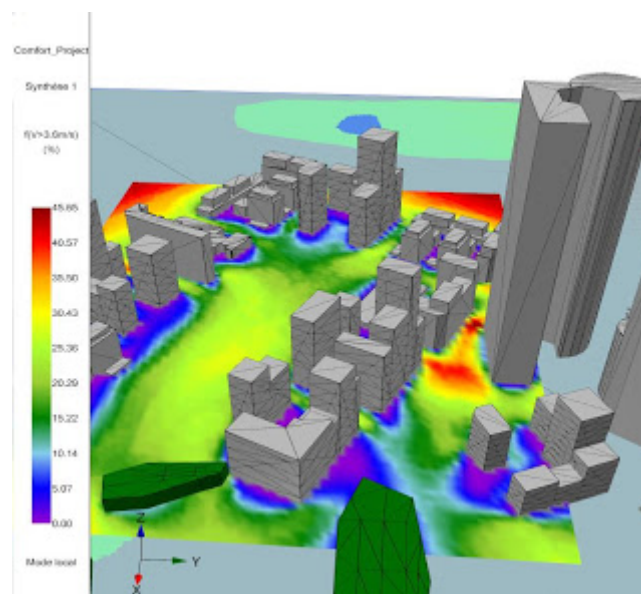 Comfort_Project
Synthèse 1
f(V>3.6m/s)
(%)
45.65
40.57
35.50
30.43
25.36
20.29
15.22
10.14
5.07
0.00
Mode local
Z
Y
X